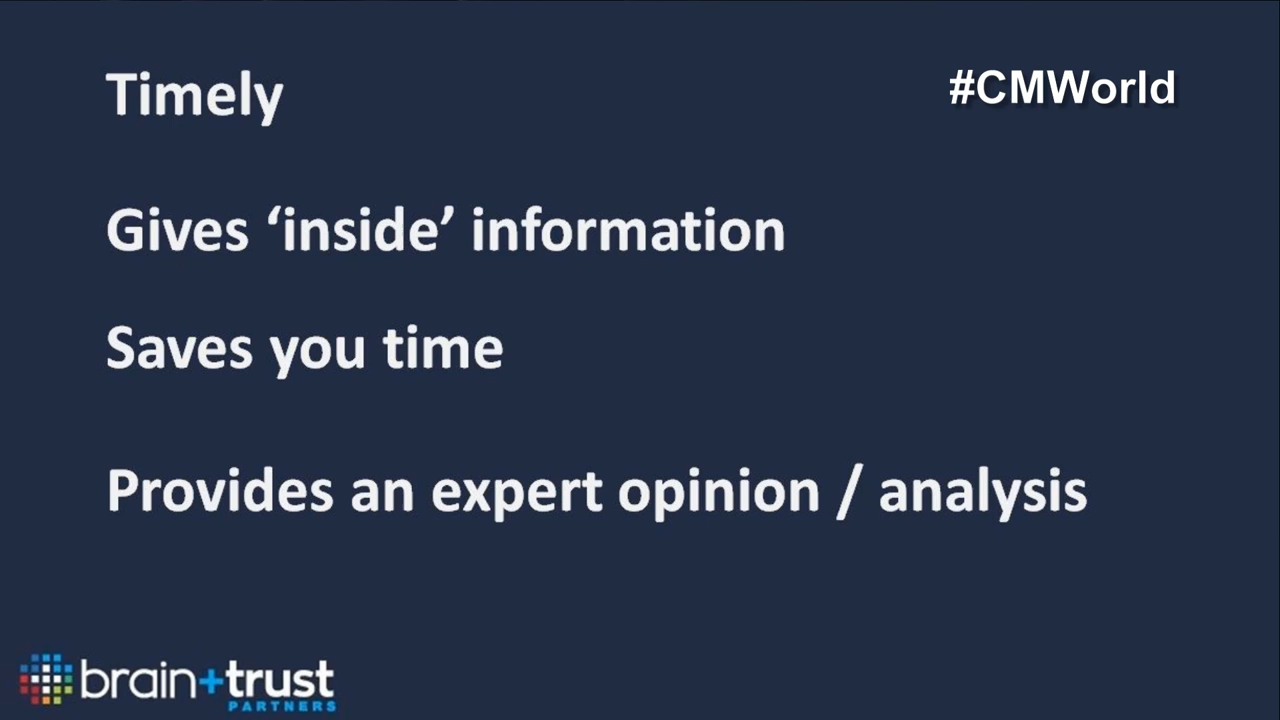 Timely
#CMWorld
Gives ‘inside’ information
Saves you time
Provides an expert opinion / analysis
brain+trust
PARTNERS